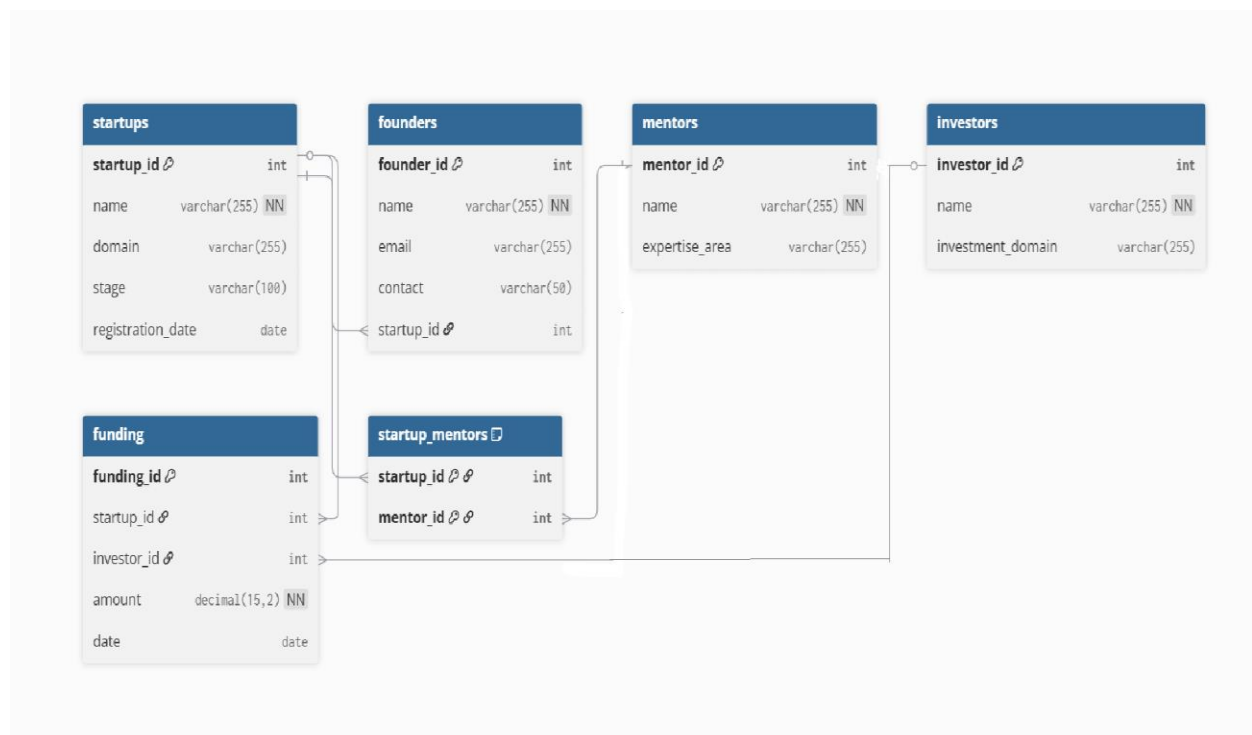 startups
startup_id int
name varchar(255) NN
domain varchar(255)
stage varchar(100)
registration_date date
founders
founder_id int
name varchar(255) NN
email varchar(255)
contact varchar(50)
startup_id int
mentors
mentor_id int
name varchar(255) NN
expertise_area varchar(255)
investors
investor_id int
name varchar(255) NN
investment_domain varchar(255)
funding
funding_id int
startup_id int
investor_id int
amount decimal(15,2) NN
date date
startup_mentors
startup_id int
mentor_id int